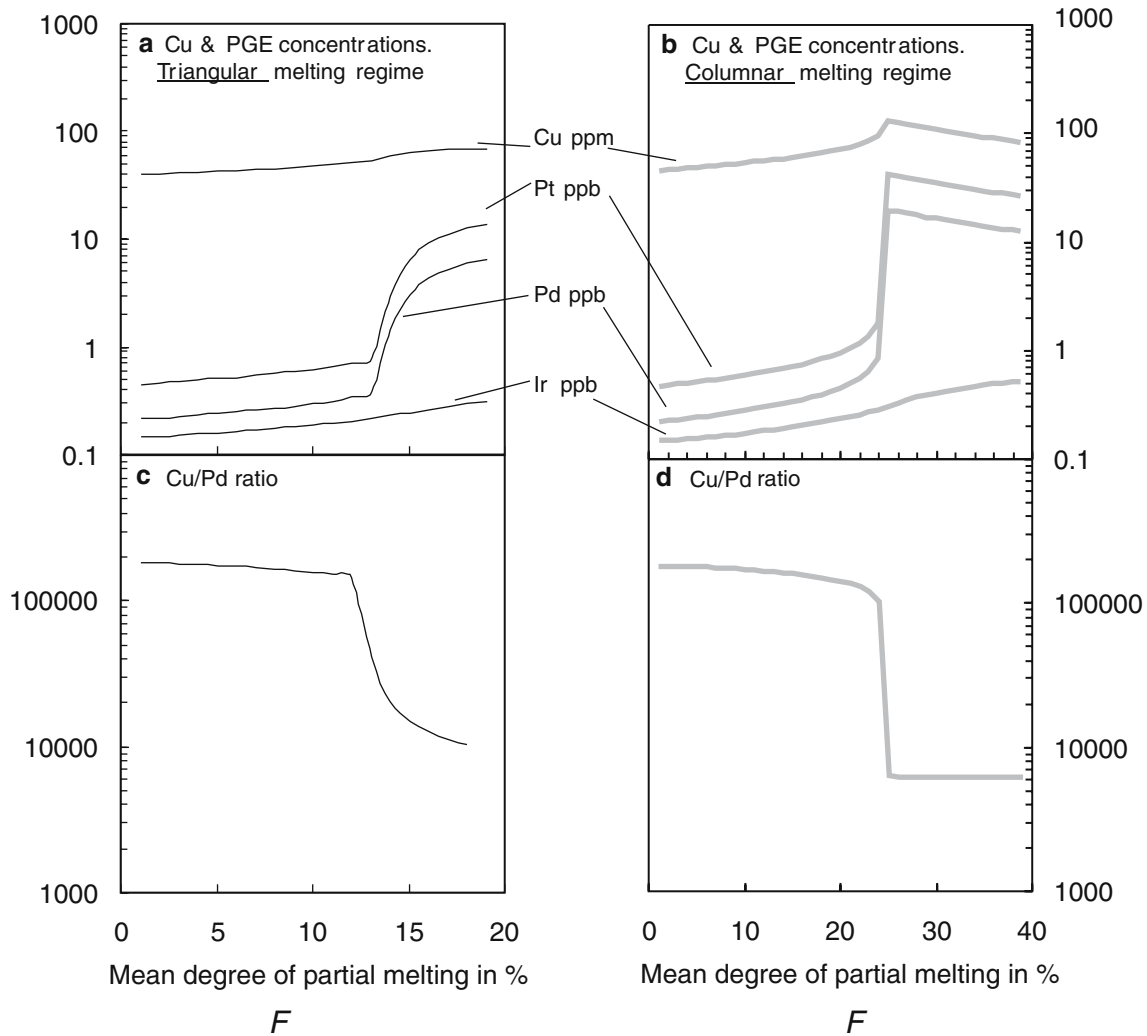 1000
100
10
1
0.1
a Cu & PGE concentrations.
Triangular melting regime
Cu ppm
Pt ppb
Pd ppb
Ir ppb
b Cu & PGE concentrations.
Columnar melting regime
1000
100
10
1
0.1
c Cu/Pd ratio
100000
10000
1000
0 5 10 15 20
Mean degree of partial melting in %
F
d Cu/Pd ratio
100000
10000
1000
0 10 20 30 40
Mean degree of partial melting in %
F